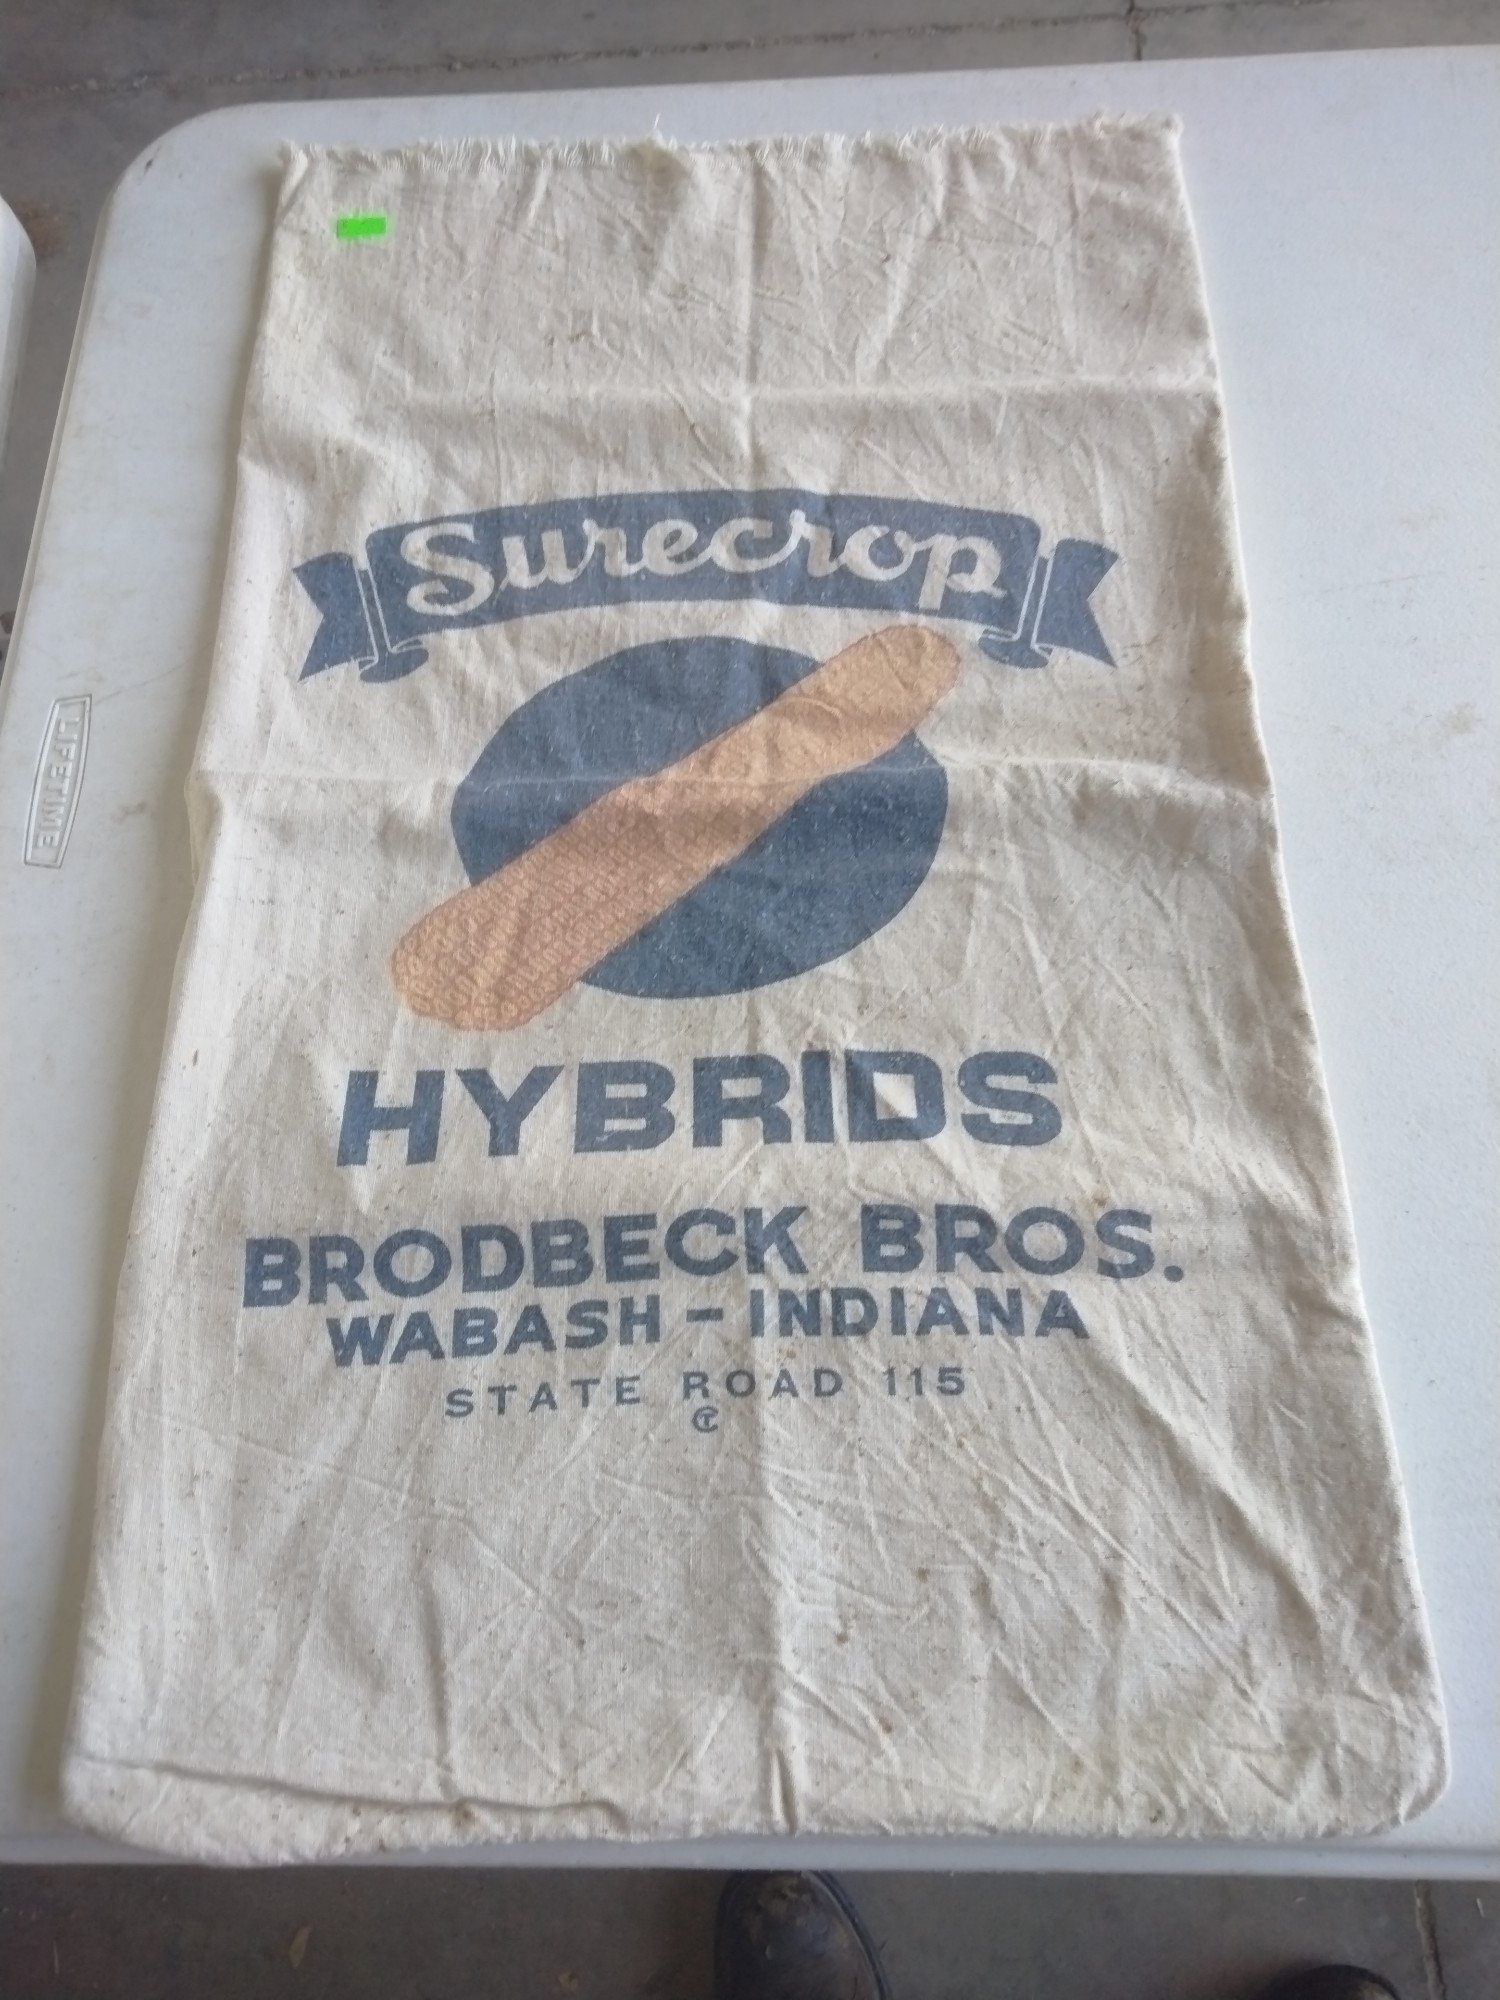 Surecrop
HYBRIDS
BRODBECK BROS.
WABASH - INDIANA
STATE ROAD 115
LIFETIME